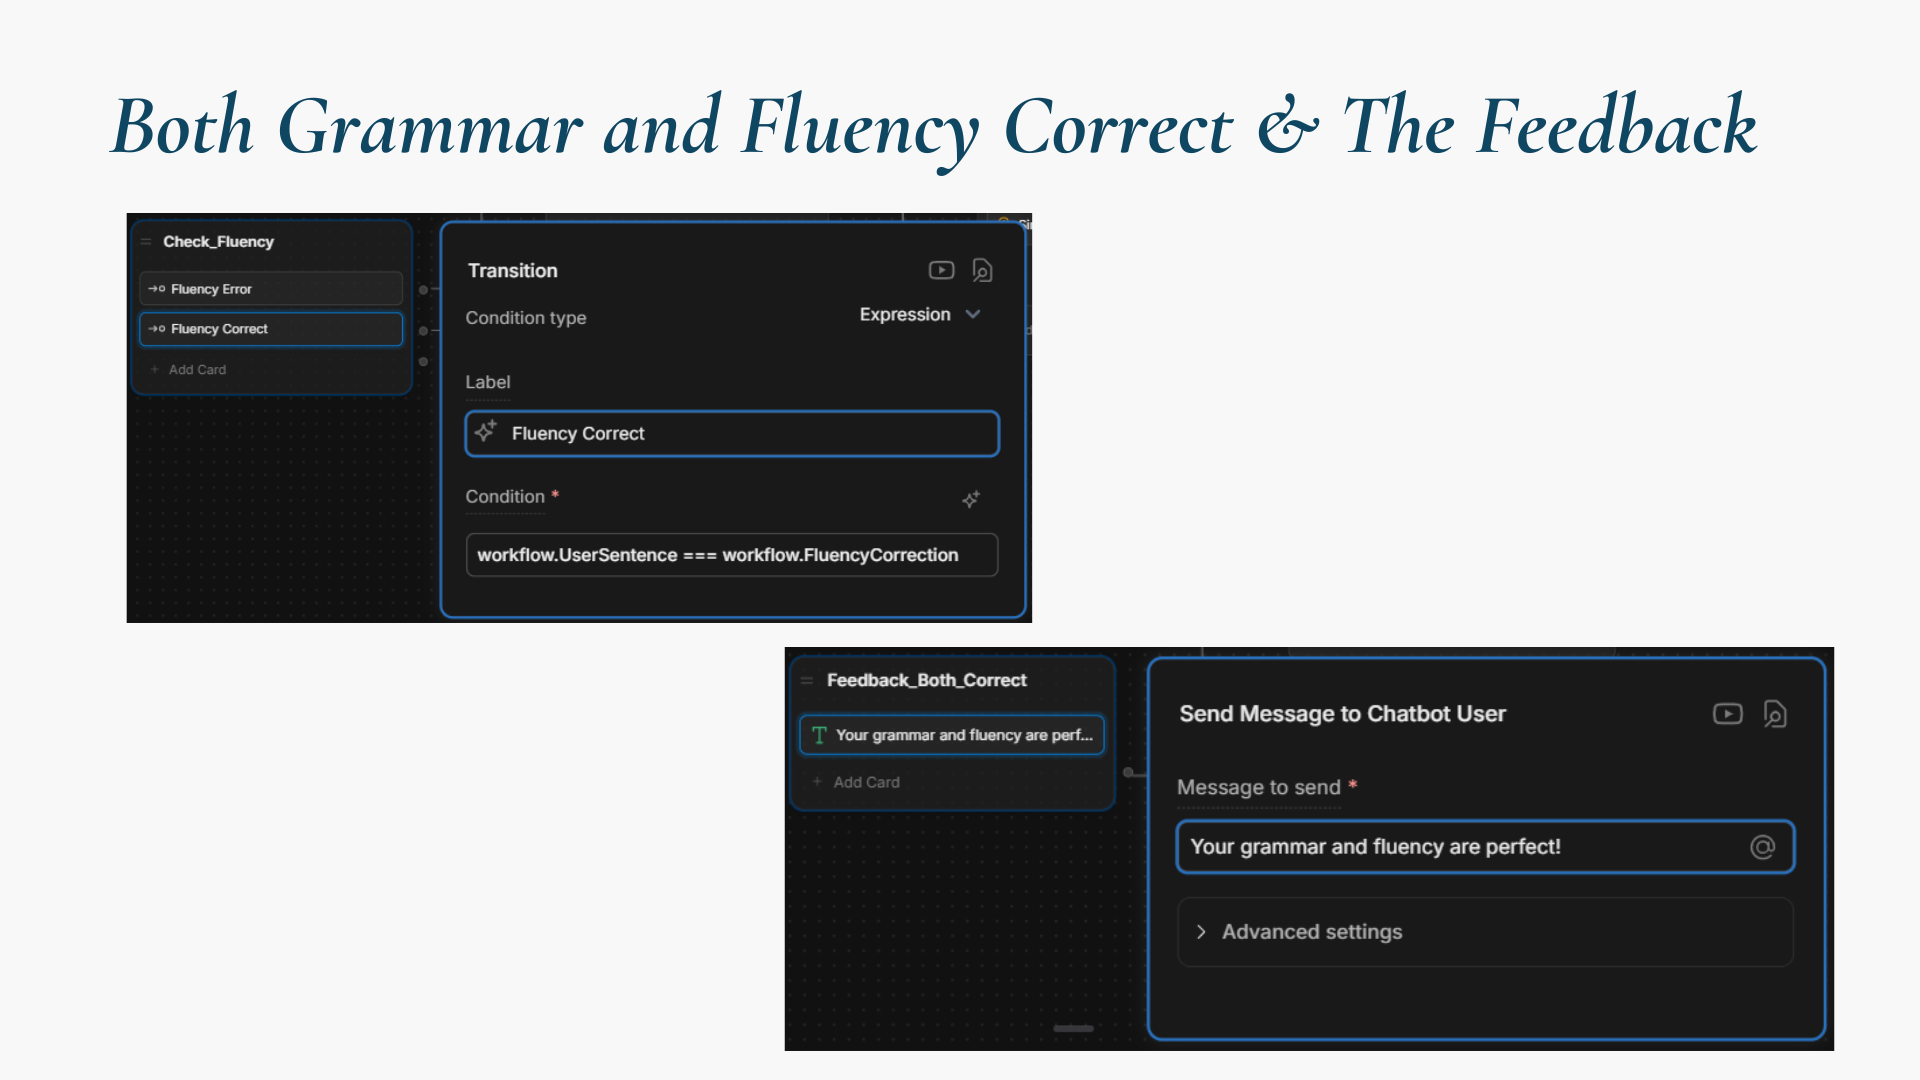 Both Grammar and Fluency Correct & The Feedback
Check_Fluency
Fluency Error
Fluency Correct
+ Add Card
Transition
Condition type
Expression
Label
Fluency Correct
Condition *
workflow.UserSentence === workflow.FluencyCorrection
Feedback_Both_Correct
Your grammar and fluency are perf...
+ Add Card
Send Message to Chatbot User
Message to send *
Your grammar and fluency are perfect!
Advanced settings